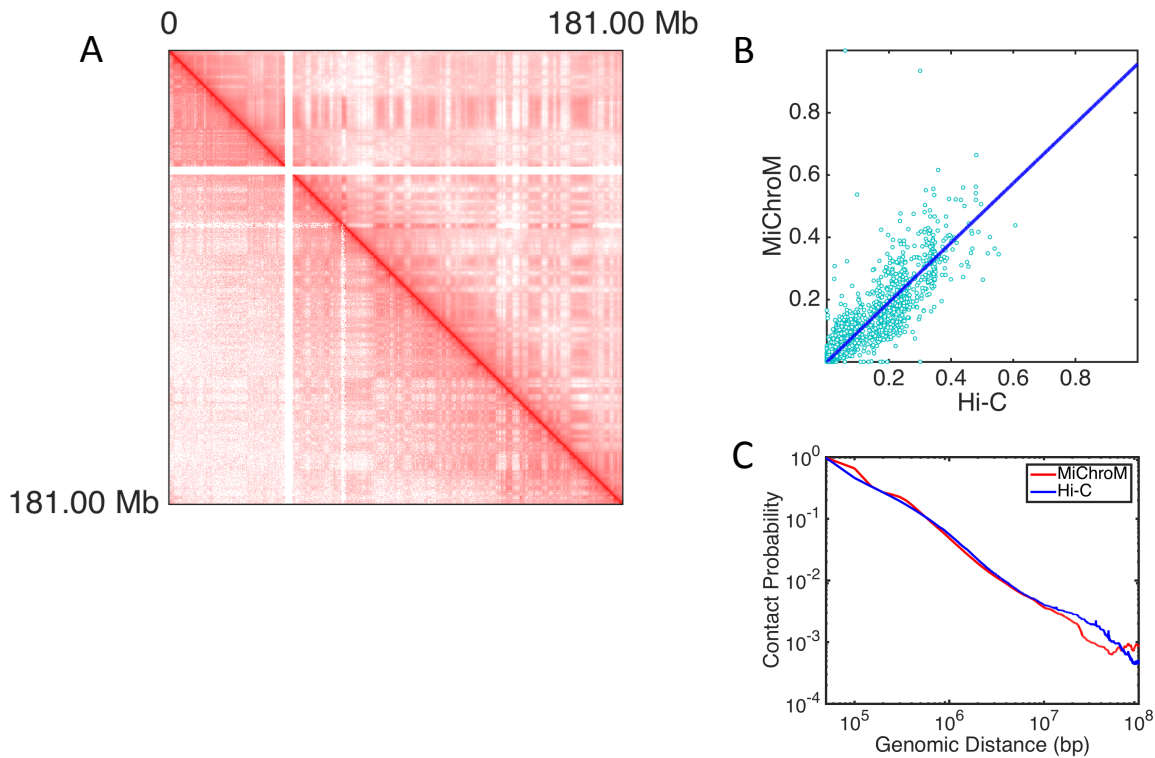 A
0
181.00 Mb
181.00 Mb
B
0.8
0.6
0.4
0.2
MiChroM
0.2
0.4
0.6
0.8
Hi-C
C
10^0
10^-1
10^-2
10^-3
10^-4
Contact Probability
MiChroM
Hi-C
10^5
10^6
10^7
10^8
Genomic Distance (bp)